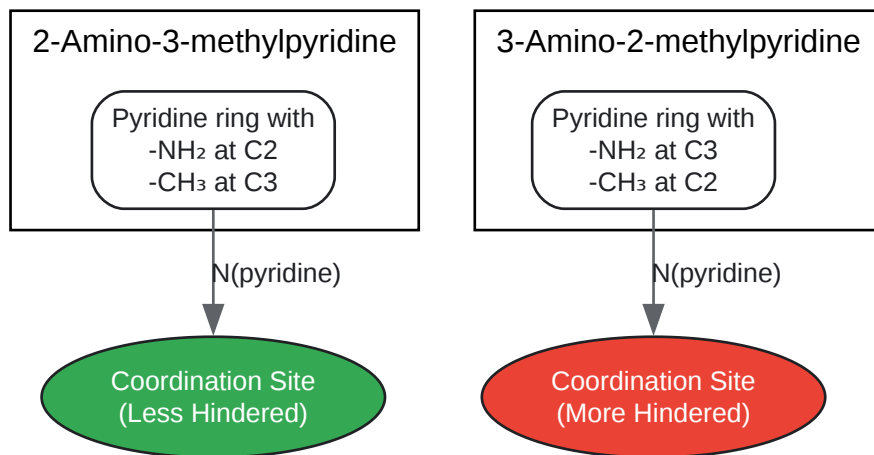 2-Amino-3-methylpyridine
Pyridine ring with
-NH₂ at C2
-CH₃ at C3
N(pyridine)
Coordination Site
(Less Hindered)
3-Amino-2-methylpyridine
Pyridine ring with
-NH₂ at C3
-CH₃ at C2
N(pyridine)
Coordination Site
(More Hindered)